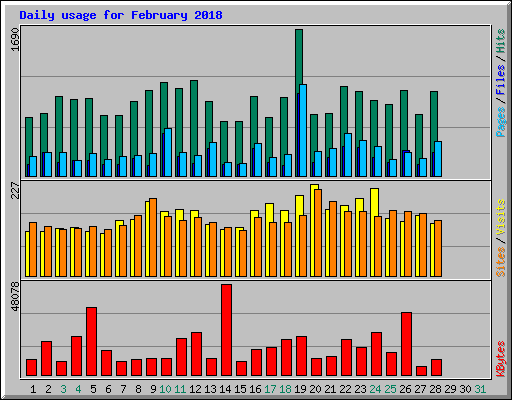 Daily usage for February 2018
1690
Pages/Files/Hits
227
Sites/Visits
48078
KBytes
1 2 3 4 5 6 7 8 9 10 11 12 13 14 15 16 17 18 19 20 21 22 23 24 25 26 27 28 29 30 31